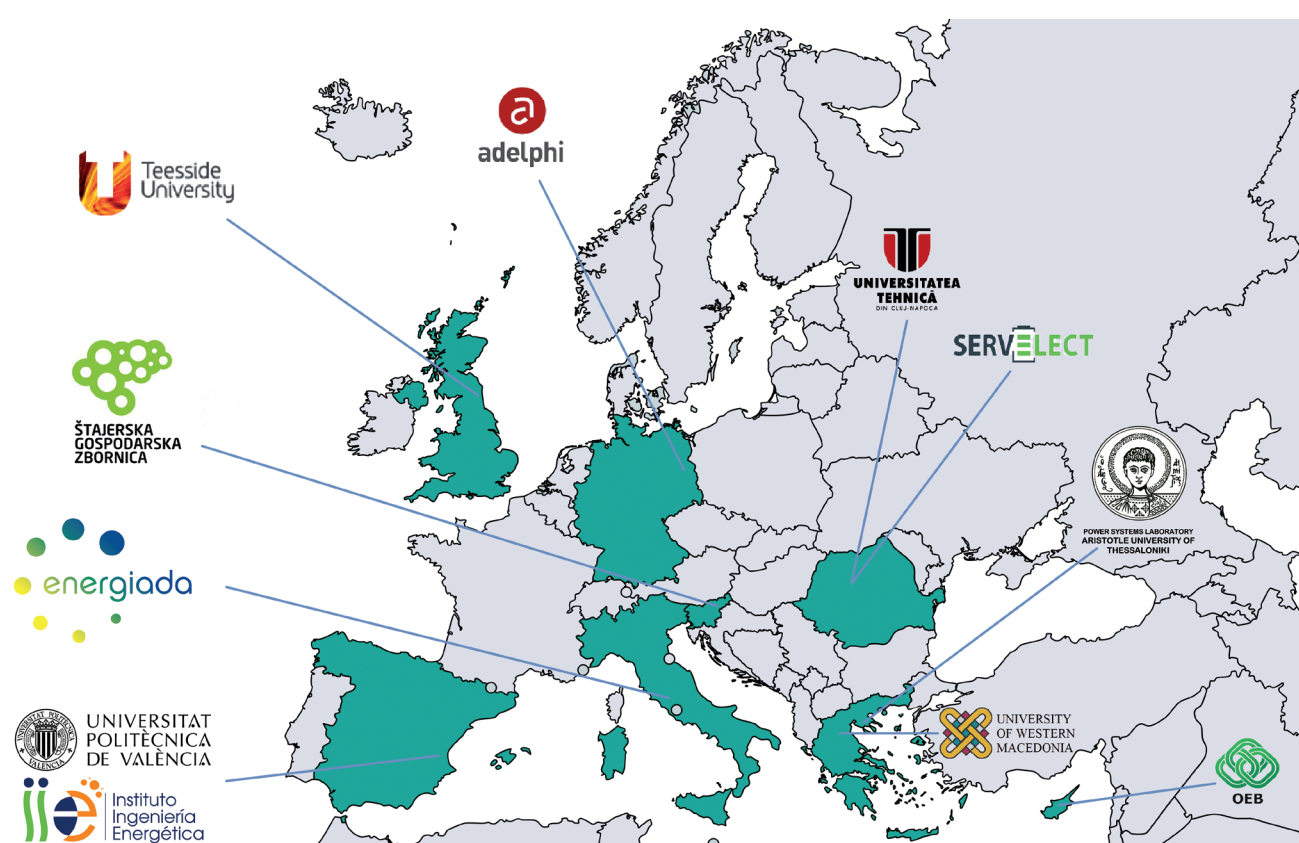 adelphi
Teesside
University
UNIVERSITATEA
TEHNICĂ
DIN CLUJ-NAPOCA
SERVELECT
ŠTAJERSKA
GOSPODARSKA
ZBORNICA
POWER SYSTEMS LABORATORY
ARISTOTLE UNIVERSITY OF
THESSALONIKI
energiada
UNIVERSITAT
POLITÈCNICA
DE VALÈNCIA
UNIVERSITY
OF WESTERN
MACEDONIA
iie
Instituto
Ingeniería
Energética
OEB